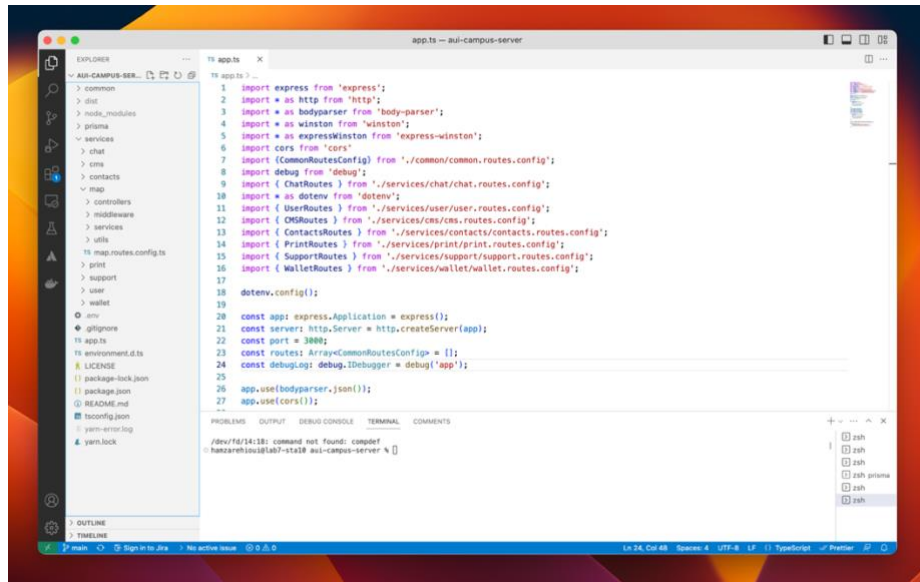 app.ts — aui-campus-server
EXPLORER
AUI-CAMPUS-SER...
common
dist
node_modules
prisma
services
chat
cms
contacts
map
controllers
middleware
services
utils
TS map.routes.config.ts
print
support
user
wallet
.env
.gitignore
TS app.ts
TS environment.d.ts
LICENSE
{} package-lock.json
{} package.json
README.md
tsconfig.json
yarn-error.log
yarn.lock
OUTLINE
TIMELINE
TS app.ts
TS app.ts > ...
1 import express from 'express';
2 import * as http from 'http';
3 import * as bodyparser from 'body-parser';
4 import * as winston from 'winston';
5 import * as expressWinston from 'express-winston';
6 import cors from 'cors'
7 import {CommonRoutesConfig} from './common/common.routes.config';
8 import debug from 'debug';
9 import { ChatRoutes } from './services/chat/chat.routes.config';
10 import * as dotenv from 'dotenv';
11 import { UserRoutes } from './services/user/user.routes.config';
12 import { CMSRoutes } from './services/cms/cms.routes.config';
13 import { ContactsRoutes } from './services/contacts/contacts.routes.config';
14 import { PrintRoutes } from './services/print/print.routes.config';
15 import { SupportRoutes } from './services/support/support.routes.config';
16 import { WalletRoutes } from './services/wallet/wallet.routes.config';
17
18 dotenv.config();
19
20 const app: express.Application = express();
21 const server: http.Server = http.createServer(app);
22 const port = 3000;
23 const routes: Array<CommonRoutesConfig> = [];
24 const debugLog: debug.IDebugger = debug('app');
25
26 app.use(bodyparser.json());
27 app.use(cors());
PROBLEMS OUTPUT DEBUG CONSOLE TERMINAL COMMENTS
/dev/fd/14:18: command not found: compdef
hamzarehioui@lab7-sta10 aui-campus-server %
zsh
zsh
zsh
zsh prisma
zsh
zsh
main Sign in to Jira No active issue 0 0 Ln 24, Col 48 Spaces: 4 UTF-8 LF {} TypeScript Prettier